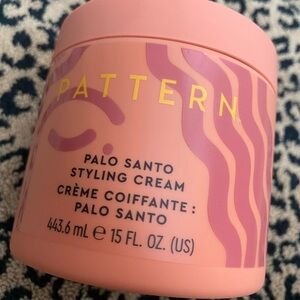 PATTERN
PALO SANTO
STYLING CREAM
CRÈME COIFFANTE :
PALO SANTO
443.6 mL ℮ 15 FL. OZ. (US)